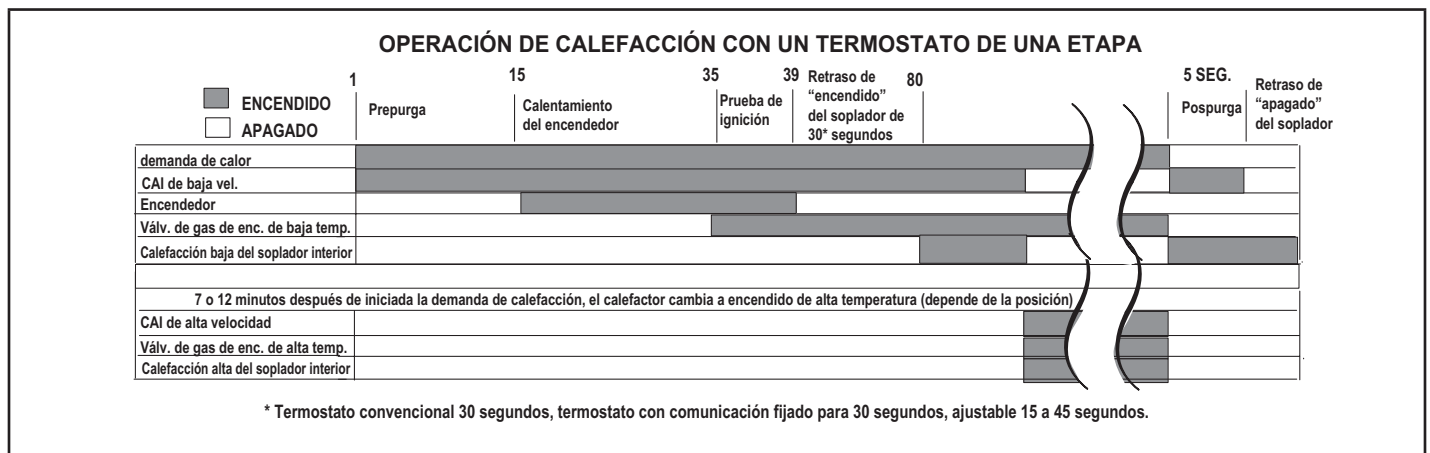 OPERACIÓN DE CALEFACCIÓN CON UN TERMOSTATO DE UNA ETAPA
ENCENDIDO
APAGADO
1
Prepurga
15
Calentamiento
del encendedor
35
Prueba de
ignición
39
Retraso de
“encendido”
del soplador de
30* segundos
80
5 SEG.
Pospurga
Retraso de
“apagado”
del soplador
demanda de calor
CAI de baja vel.
Encendedor
Válv. de gas de enc. de baja temp.
Calefacción baja del soplador interior
7 o 12 minutos después de iniciada la demanda de calefacción, el calefactor cambia a encendido de alta temperatura (depende de la posición)
CAI de alta velocidad
Válv. de gas de enc. de alta temp.
Calefacción alta del soplador interior
* Termostato convencional 30 segundos, termostato con comunicación fijado para 30 segundos, ajustable 15 a 45 segundos.